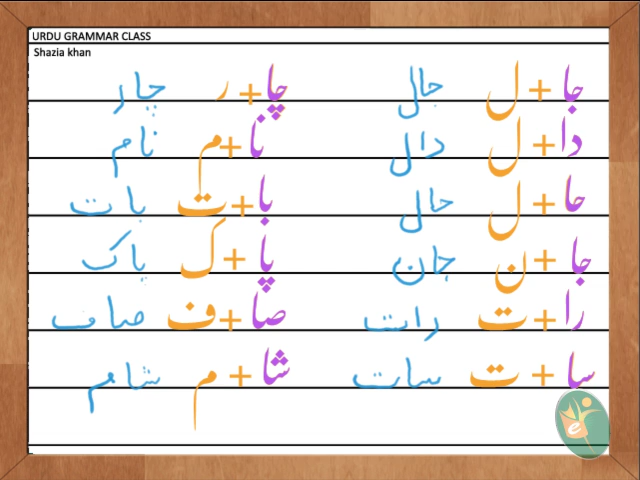 URDU GRAMMAR CLASS
Shazia khan
جا + ل جال چا + ر چار
دا + ل دال نا + م نام
حا + ل حال با + ت بات
جا + ن جان پا + ک پاک
را + ت رات صا + ف صاف
سا + ت سات شا + م شام
e